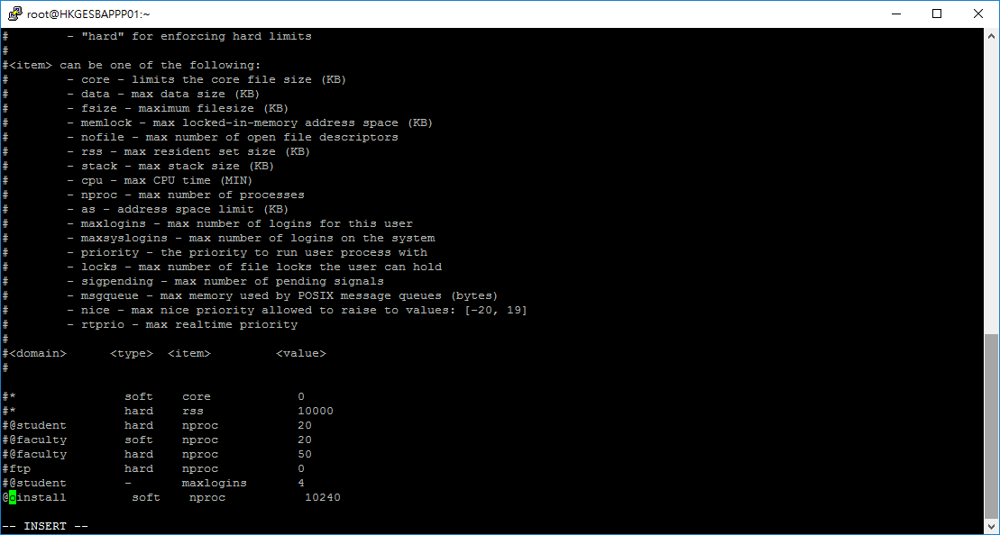 root@HKGESBAPPP01:~
#        - "hard" for enforcing hard limits
#
#<item> can be one of the following:
#        - core - limits the core file size (KB)
#        - data - max data size (KB)
#        - fsize - maximum filesize (KB)
#        - memlock - max locked-in-memory address space (KB)
#        - nofile - max number of open file descriptors
#        - rss - max resident set size (KB)
#        - stack - max stack size (KB)
#        - cpu - max CPU time (MIN)
#        - nproc - max number of processes
#        - as - address space limit (KB)
#        - maxlogins - max number of logins for this user
#        - maxsyslogins - max number of logins on the system
#        - priority - the priority to run user process with
#        - locks - max number of file locks the user can hold
#        - sigpending - max number of pending signals
#        - msgqueue - max memory used by POSIX message queues (bytes)
#        - nice - max nice priority allowed to raise to values: [-20, 19]
#        - rtprio - max realtime priority
#
#<domain>      <type>  <item>         <value>
#
#*               soft    core            0
#*               hard    rss             10000
#@student        hard    nproc           20
#@faculty        soft    nproc           20
#@faculty        hard    nproc           50
#ftp             hard    nproc           0
#@student        -       maxlogins       4
@oinstall         soft    nproc           10240
-- INSERT --